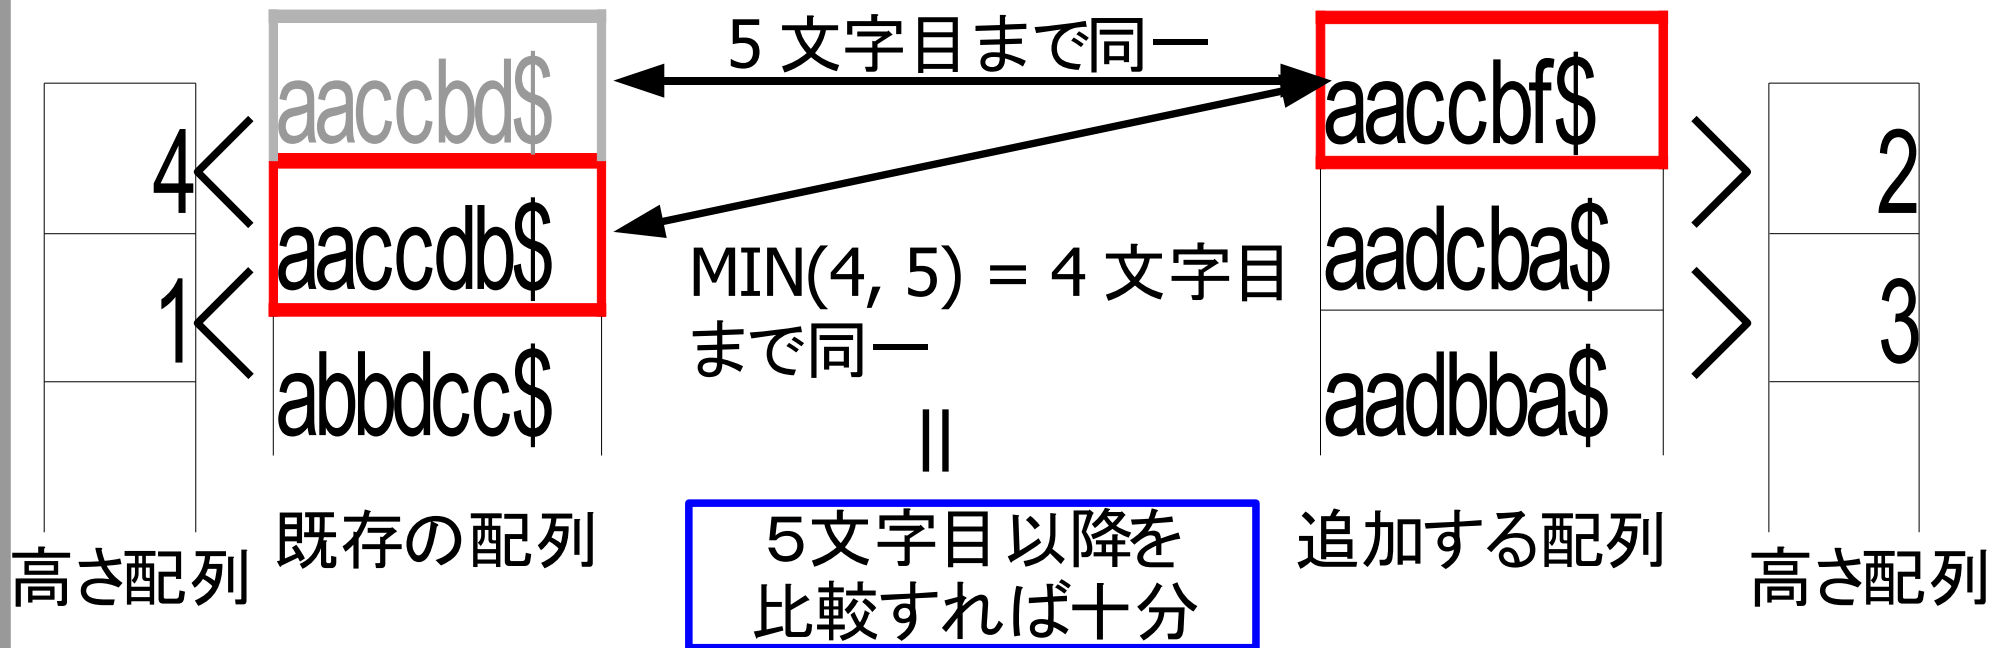 5 文字目まで同一
aaccbd$
aaccbf$
4
2
aaccdb$
aadcba$
MIN(4, 5) = 4 文字目
まで同一
1
3
abbdcc$
aadbba$
||
既存の配列
追加する配列
高さ配列
高さ配列
５文字目以降を
比較すれば十分